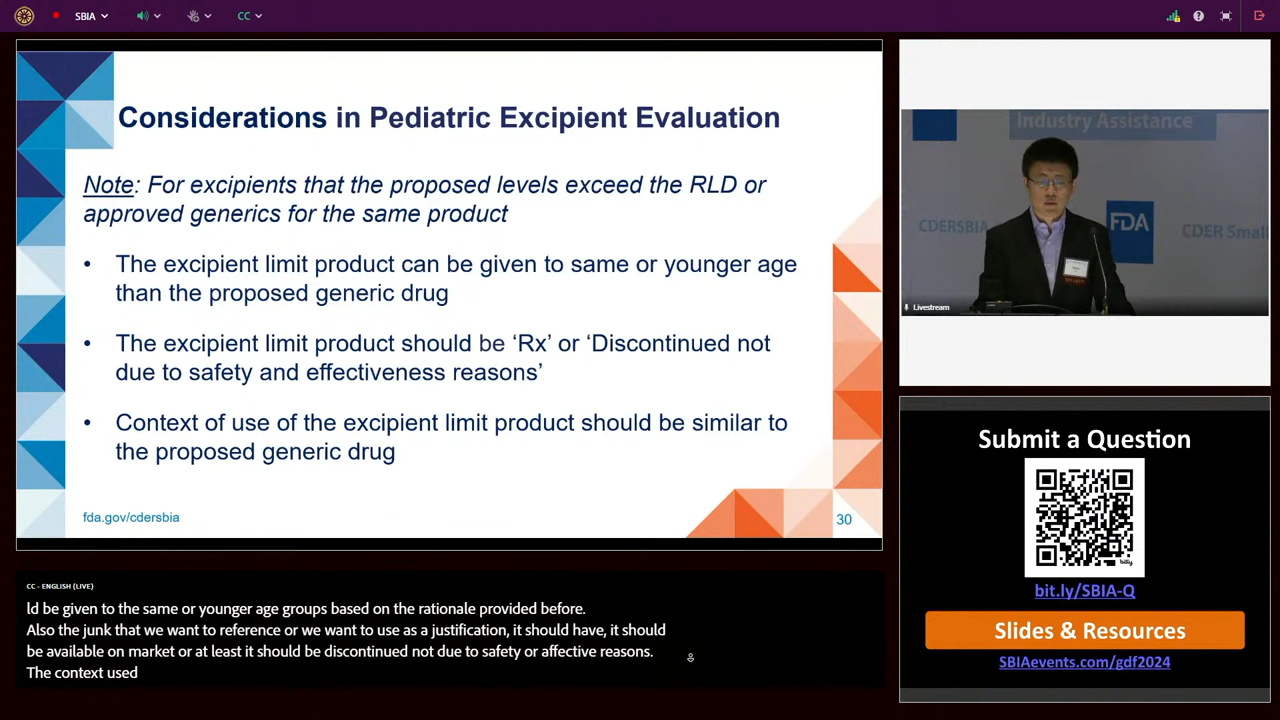 SBIA
CC
Considerations in Pediatric Excipient Evaluation
Note: For excipients that the proposed levels exceed the RLD or
approved generics for the same product
• The excipient limit product can be given to same or younger age
than the proposed generic drug
• The excipient limit product should be ‘Rx’ or ‘Discontinued not
due to safety and effectiveness reasons’
• Context of use of the excipient limit product should be similar to
the proposed generic drug
fda.gov/cdersbia
30
Industry Assistance
CDERSBIA
FDA
CDER Smal
Livestream
Submit a Question
bitly
bit.ly/SBIA-Q
Slides & Resources
SBIAevents.com/gdf2024
CC - ENGLISH (LIVE)
ld be given to the same or younger age groups based on the rationale provided before.
Also the junk that we want to reference or we want to use as a justification, it should have, it should
be available on market or at least it should be discontinued not due to safety or affective reasons.
The context used